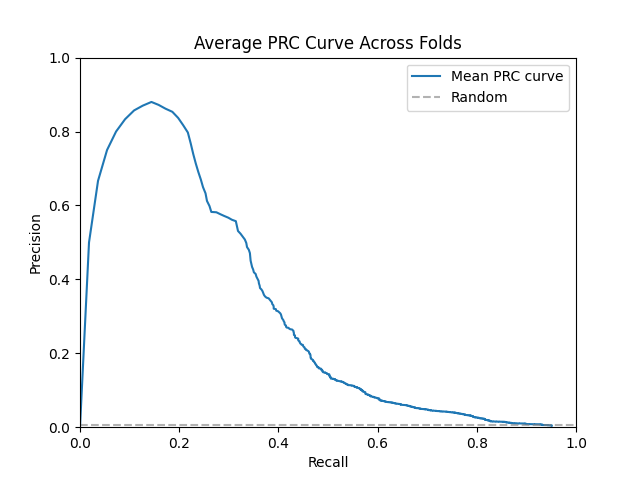 Average PRC Curve Across Folds
1.0
0.8
0.6
0.4
0.2
0.0
Precision
Mean PRC curve
Random
0.0 0.2 0.4 0.6 0.8 1.0
Recall